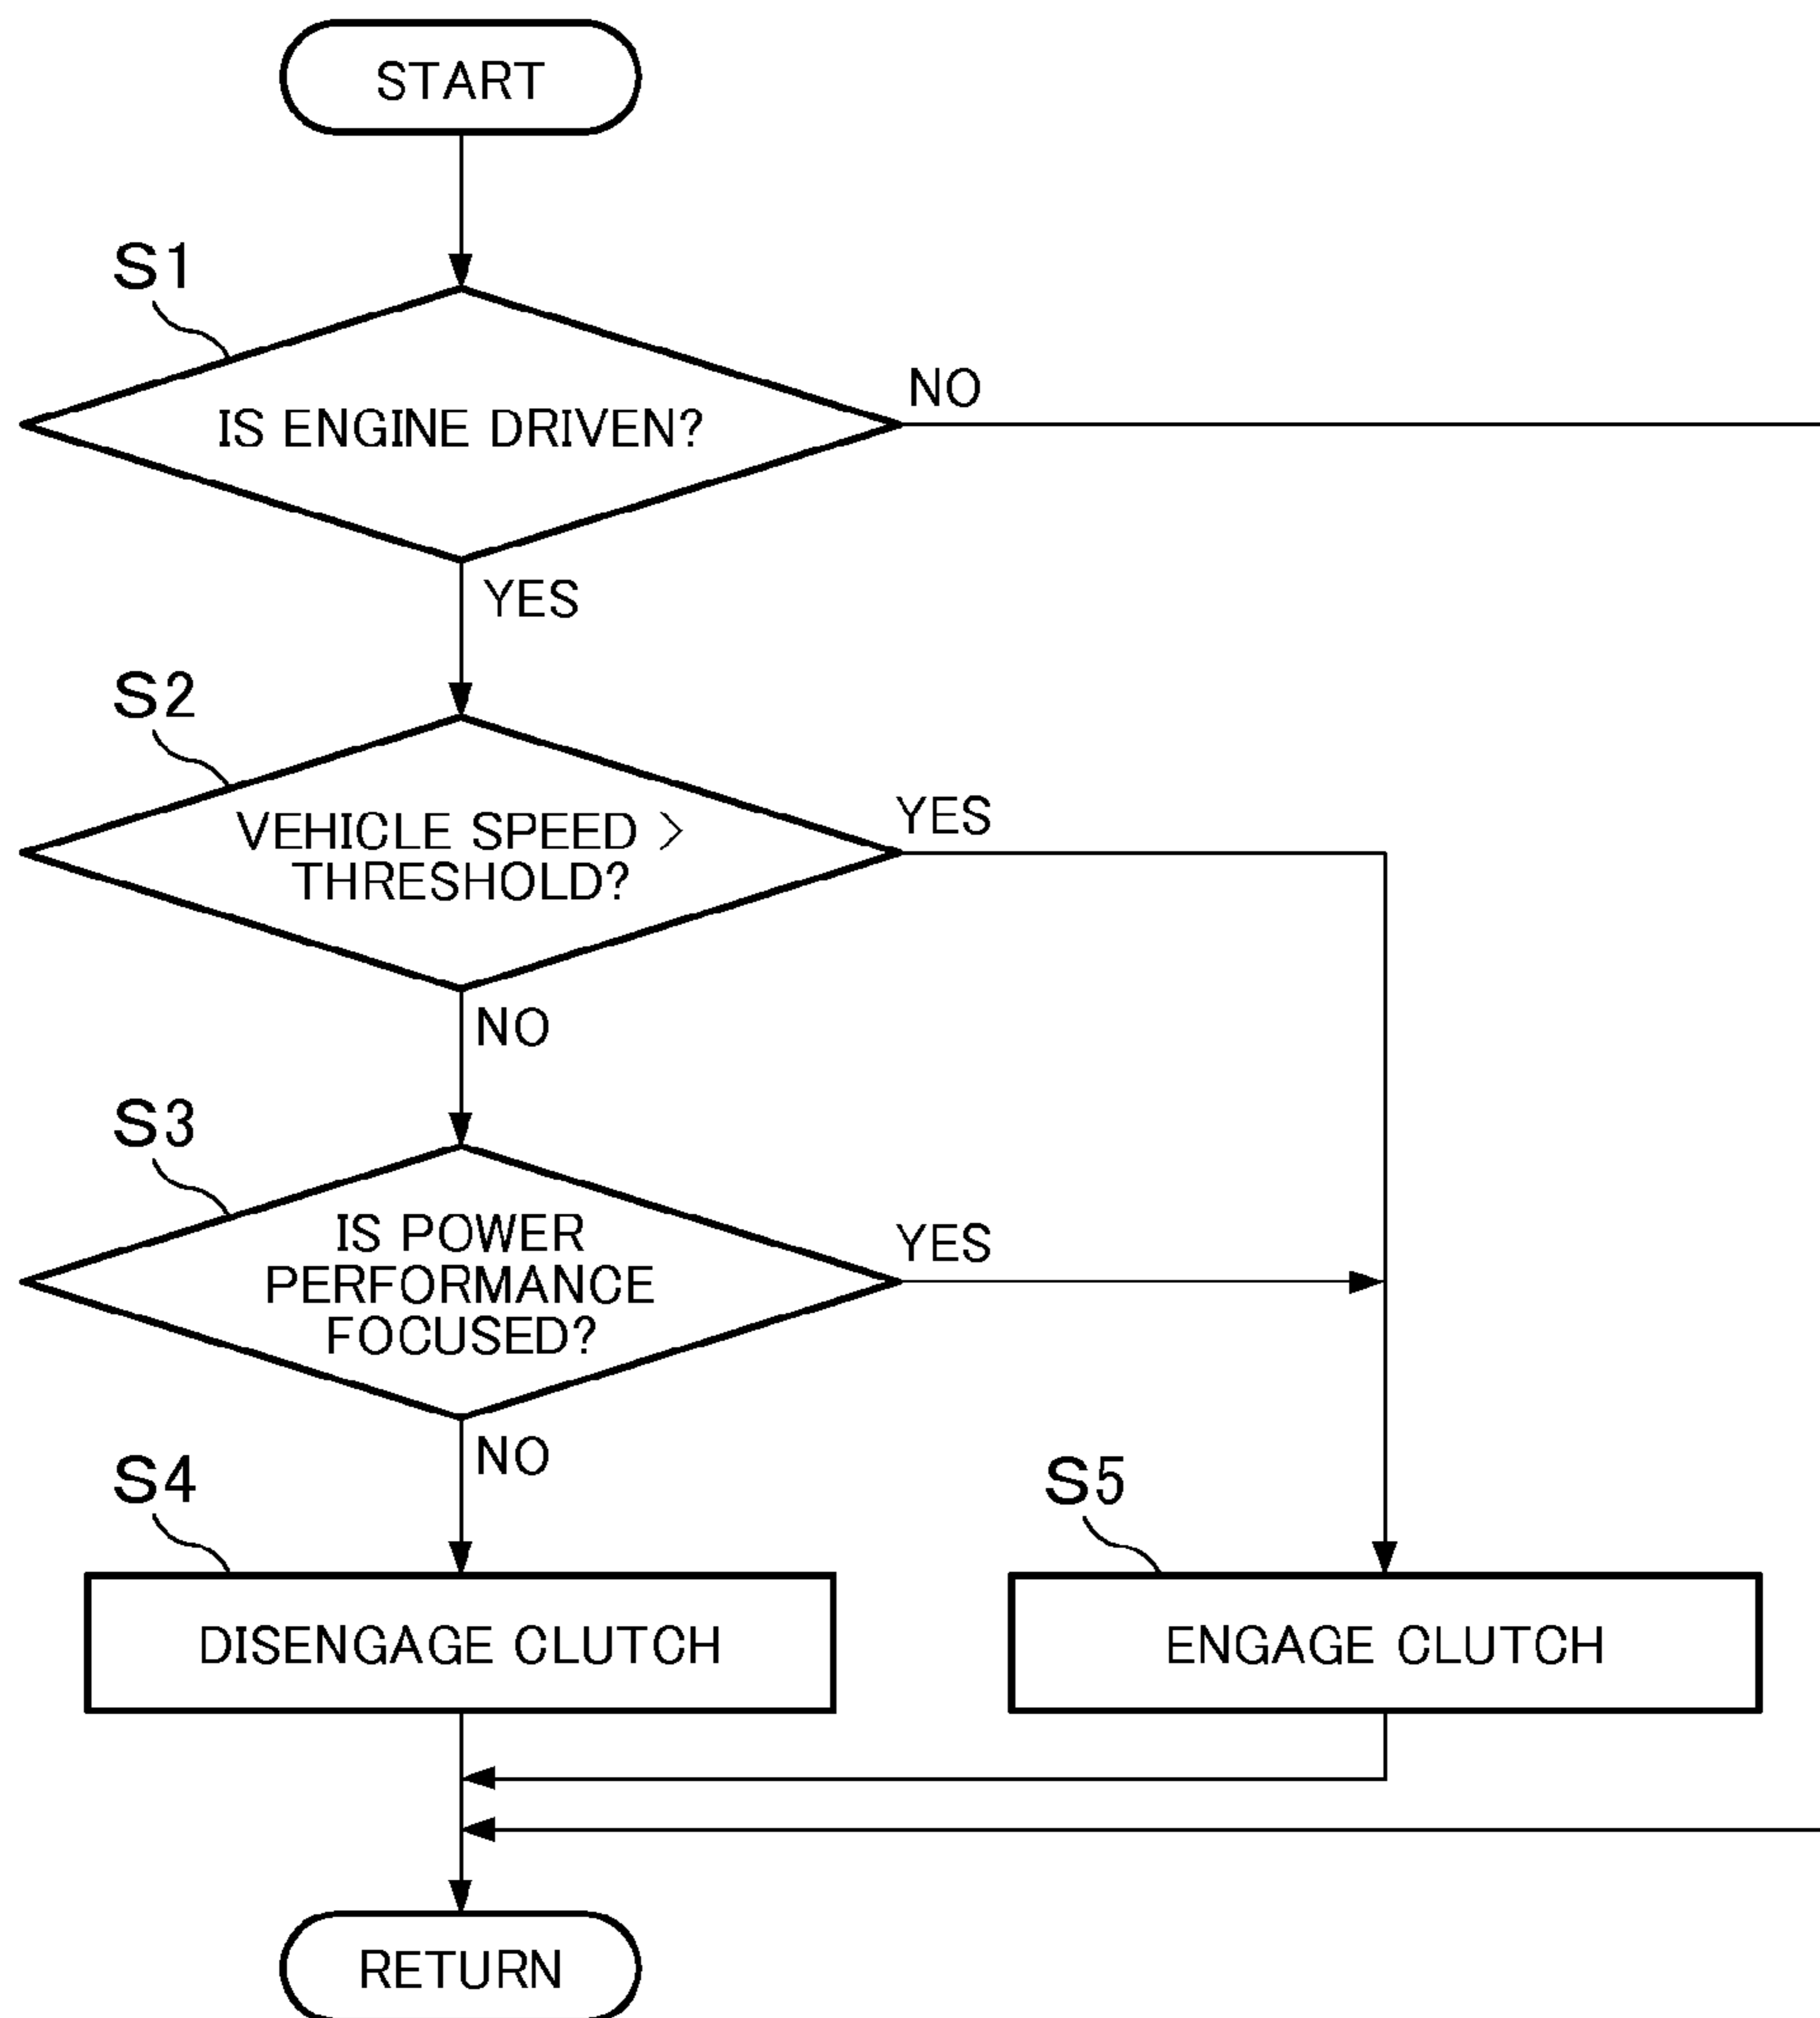 START
S1
NO
IS ENGINE DRIVEN?
YES
S2
YES
VEHICLE SPEED >
THRESHOLD?
NO
S3
YES
IS POWER
PERFORMANCE
FOCUSED?
NO
S4
S5
DISENGAGE CLUTCH
ENGAGE CLUTCH
RETURN